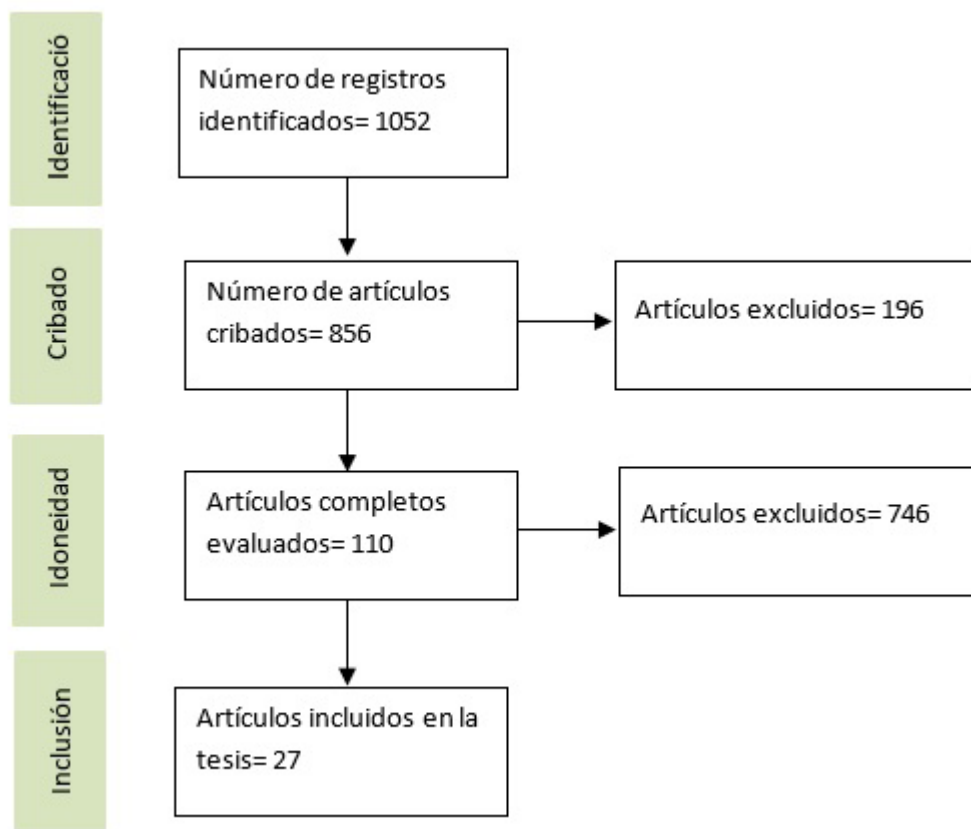 Identificació
Número de registros
identificados= 1052
Cribado
Número de artículos
cribados= 856
Artículos excluidos= 196
Idoneidad
Artículos completos
evaluados= 110
Artículos excluidos= 746
Inclusión
Artículos incluidos en la
tesis= 27